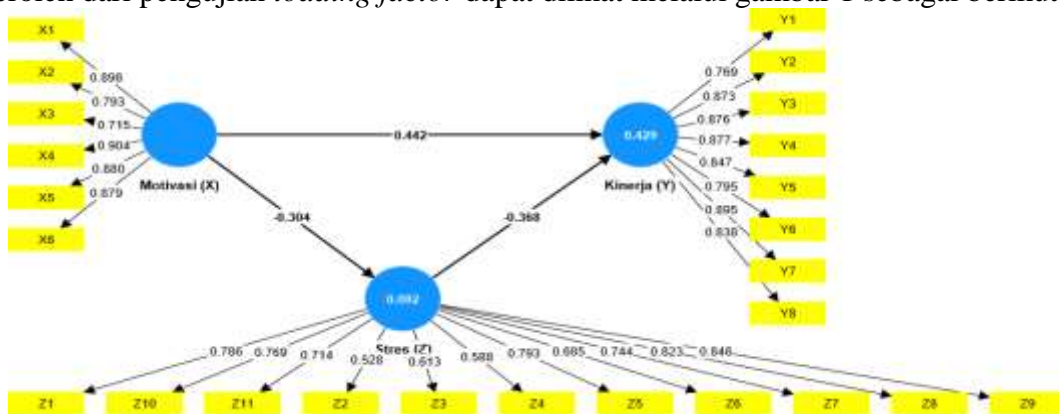 dapat dilihat melalui gambar 1 sebagai berikut
X1
X2
X3
X4
X5
X6
0.898
0.793
0.715
0.904
0.880
0.879
Motivasi (X)
0.442
-0.304
-0.368
0.429
Kinerja (Y)
Y1
Y2
Y3
Y4
Y5
Y6
Y7
Y8
0.769
0.873
0.876
0.877
0.847
0.795
0.895
0.838
Stres (Z)
0.786 0.769 0.714 0.528 0.613 0.588 0.793 0.685 0.744 0.823 0.846
Z1 Z10 Z11 Z2 Z3 Z4 Z5 Z6 Z7 Z8 Z9